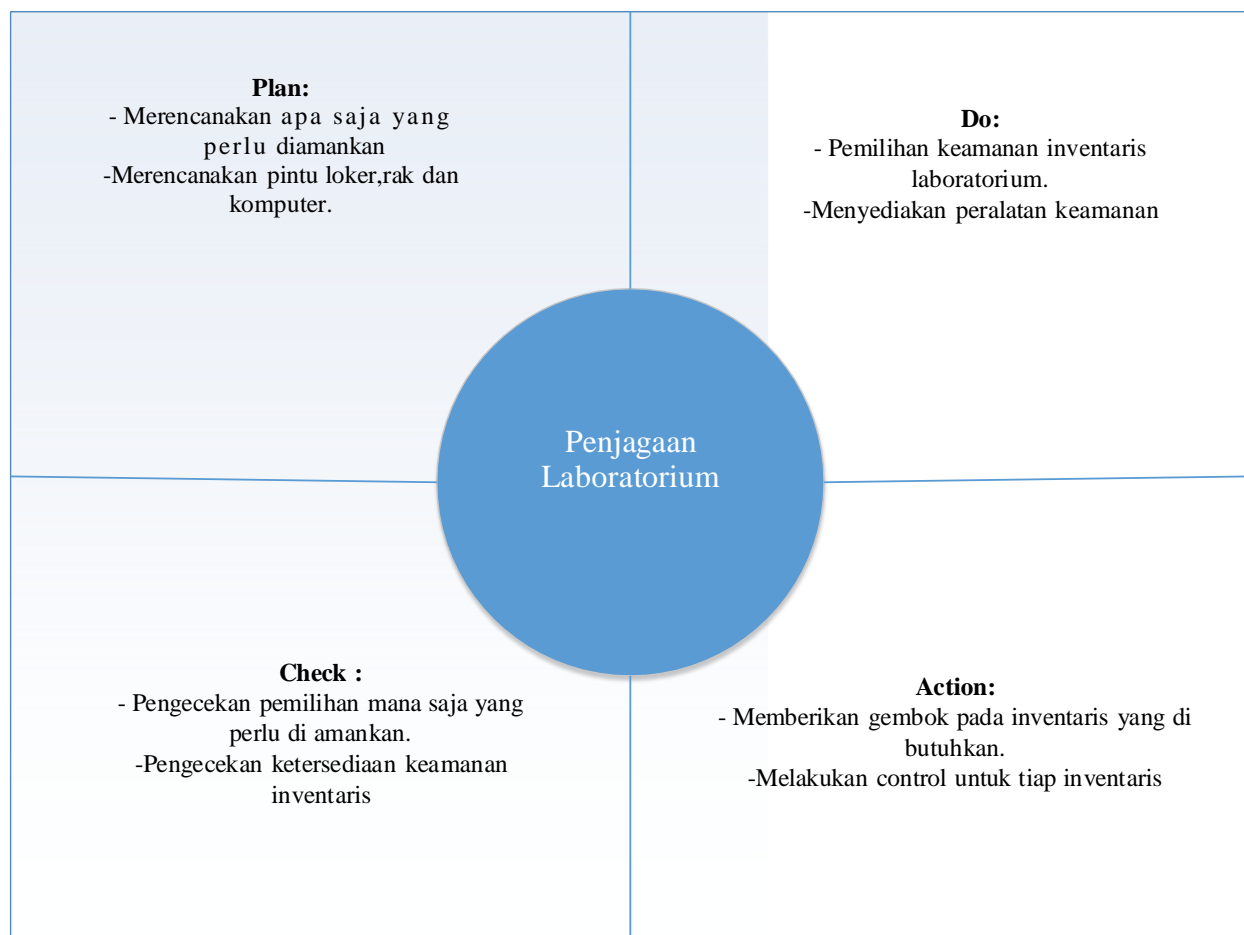 Plan:
- Merencanakan apa saja yang
perlu diamankan
-Merencanakan pintu loker,rak dan
komputer.
Do:
- Pemilihan keamanan inventaris
laboratorium.
-Menyediakan peralatan keamanan
Penjagaan
Laboratorium
Check :
- Pengecekan pemilihan mana saja yang
perlu di amankan.
-Pengecekan ketersediaan keamanan
inventaris
Action:
- Memberikan gembok pada inventaris yang di
butuhkan.
-Melakukan control untuk tiap inventaris